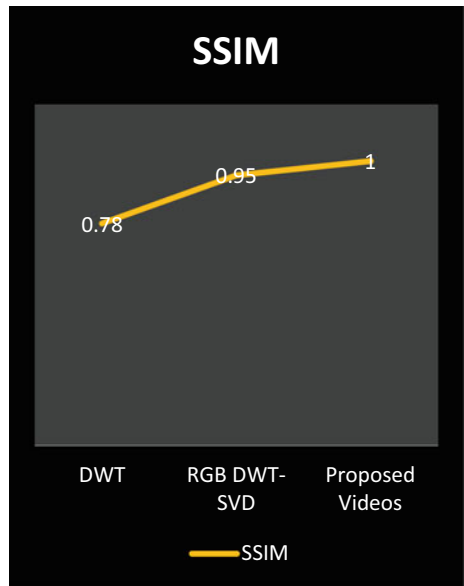 SSIM
0.78
0.95
1
DWT
RGB DWT-
SVD
Proposed
Videos
SSIM